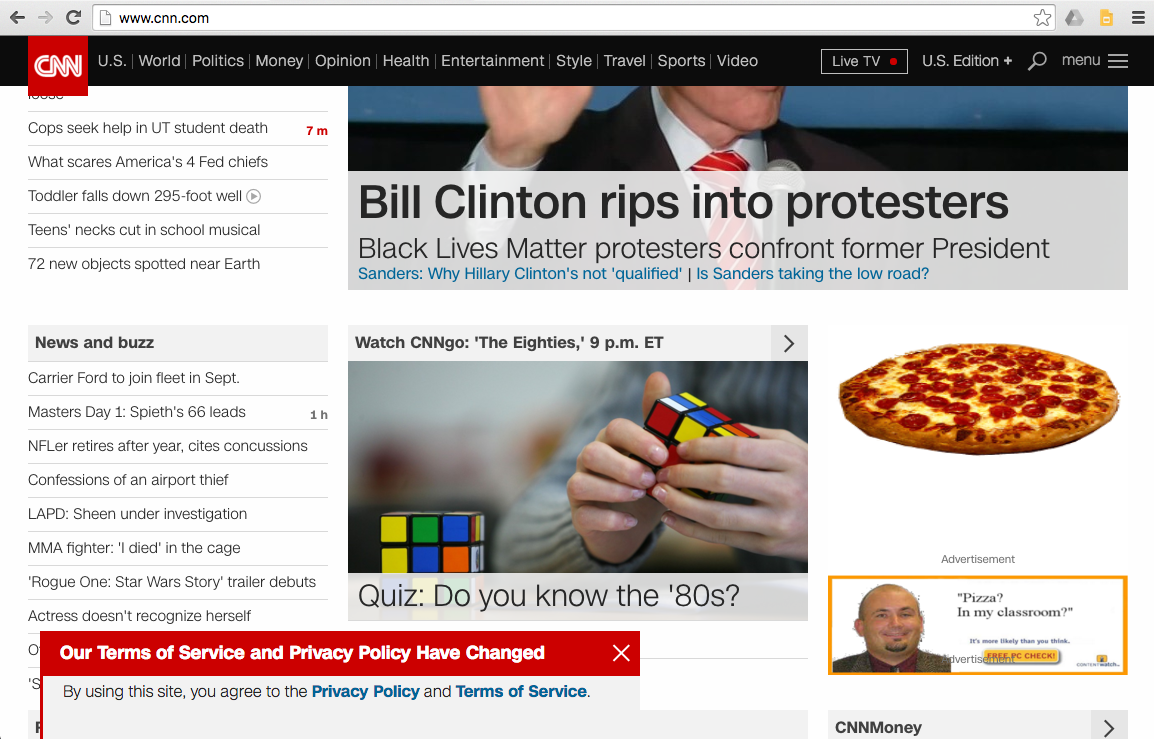 www.cnn.com
CNN
U.S. World Politics Money Opinion Health Entertainment Style Travel Sports Video
Live TV
U.S. Edition +
menu
Cops seek help in UT student death 7 m
What scares America's 4 Fed chiefs
Toddler falls down 295-foot well
Teens' necks cut in school musical
72 new objects spotted near Earth
Bill Clinton rips into protesters
Black Lives Matter protesters confront former President
Sanders: Why Hillary Clinton's not 'qualified' | Is Sanders taking the low road?
News and buzz
Carrier Ford to join fleet in Sept.
Masters Day 1: Spieth's 66 leads 1 h
NFLer retires after year, cites concussions
Confessions of an airport thief
LAPD: Sheen under investigation
MMA fighter: 'I died' in the cage
'Rogue One: Star Wars Story' trailer debuts
Actress doesn't recognize herself
Our Terms of Service and Privacy Policy Have Changed
By using this site, you agree to the Privacy Policy and Terms of Service.
Watch CNNgo: 'The Eighties,' 9 p.m. ET
Quiz: Do you know the '80s?
Advertisement
"Pizza?
In my classroom?"
It's more likely than you think.
FREE PC CHECK!
CONTENTWATCH
Advertisement
CNNMoney